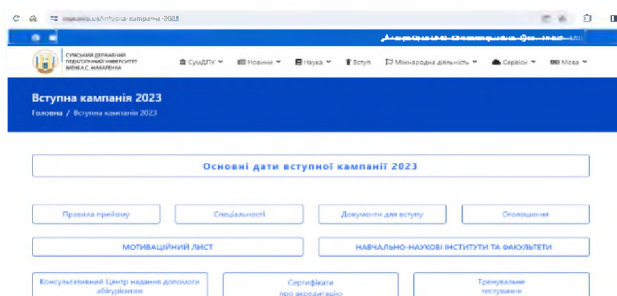 СУМСЬКИЙ ДЕРЖАВНИЙ
ПЕДАГОГІЧНИЙ УНІВЕРСИТЕТ
ІМЕНІ А.С. МАКАРЕНКА
СумДПУ Новини Наука Вступ Міжнародна діяльність Сервіси Мова
Вступна кампанія 2023
Головна / Вступна кампанія 2023
Основні дати вступної кампанії 2023
Правила прийому Спеціальності Документи для вступу Оголошення
МОТИВАЦІЙНИЙ ЛИСТ НАВЧАЛЬНО-НАУКОВІ ІНСТИТУТИ ТА ФАКУЛЬТЕТИ
Консультативний Центр надання допомоги Сертифікати Тренувальне
абітурієнтам про акредитацію тестування